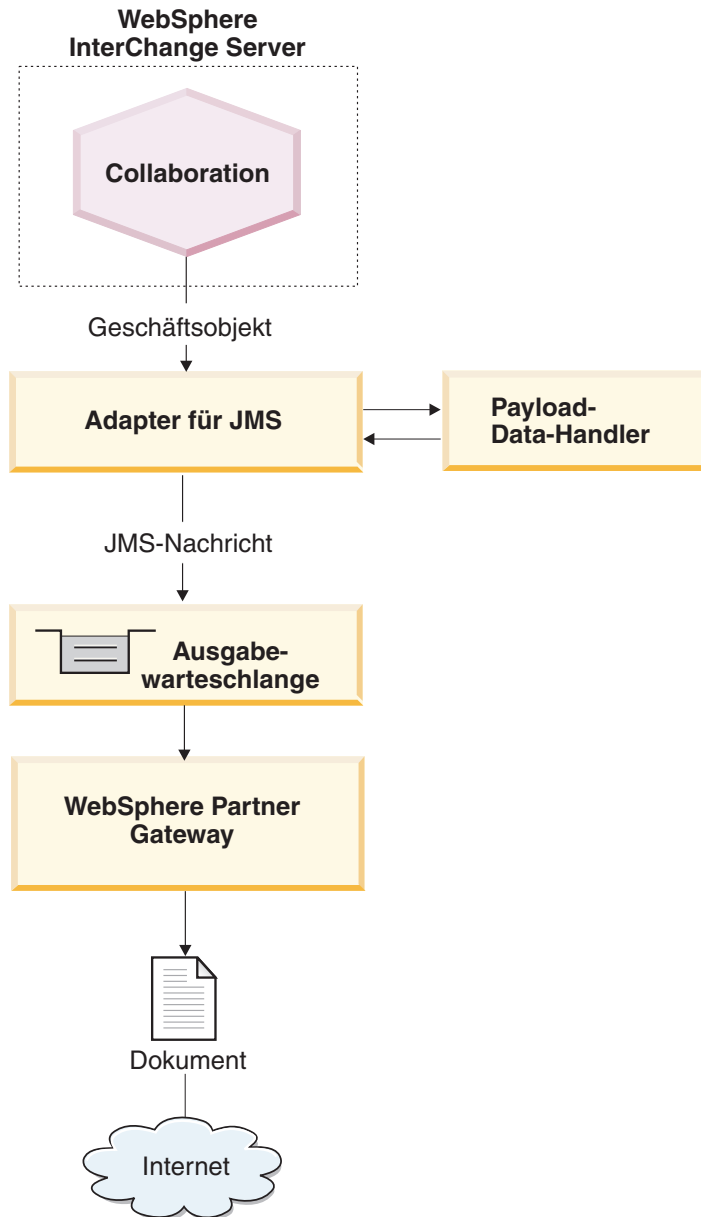 WebSphere
InterChange Server
Collaboration
Geschäftsobjekt
Adapter für JMS
Payload-
Data-Handler
JMS-Nachricht
Ausgabe-
warteschlange
WebSphere Partner
Gateway
Dokument
Internet